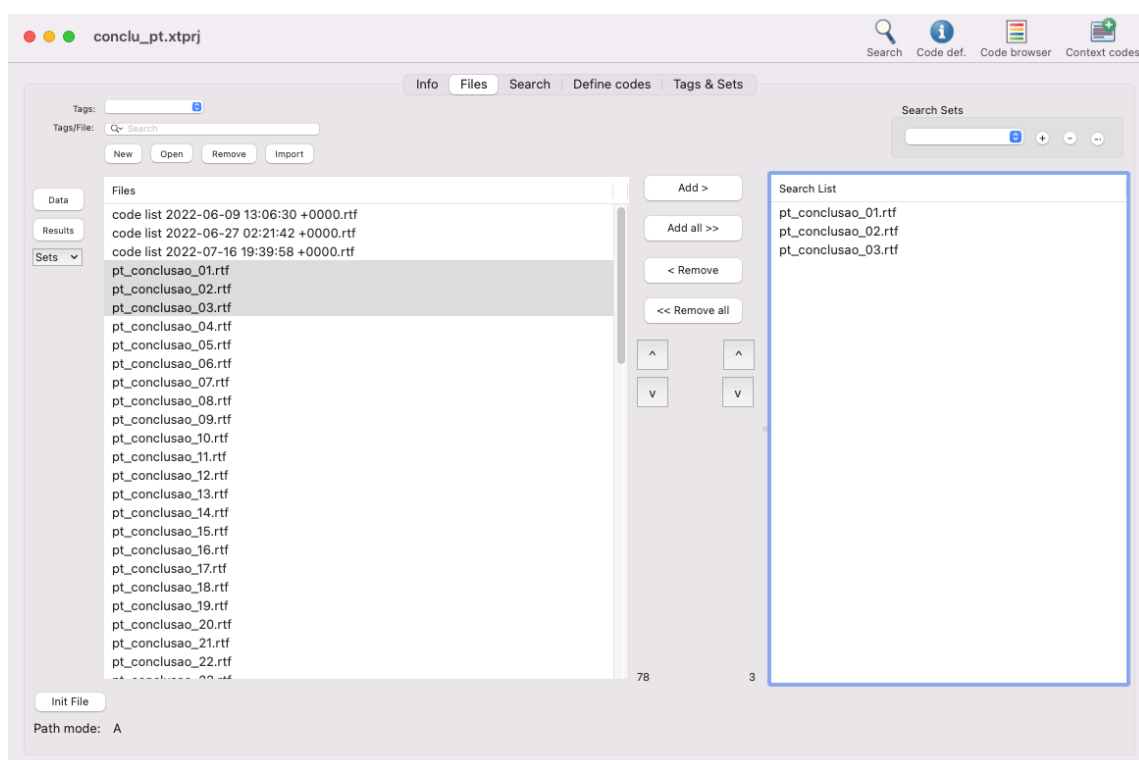 conclu_pt.xtprj
Search Code def. Code browser Context codes
Info Files Search Define codes Tags & Sets
Tags:
Search Sets
Tags/File: Search
+ -
New Open Remove Import
Data
Results
Sets
Files
code list 2022-06-09 13:06:30 +0000.rtf
code list 2022-06-27 02:21:42 +0000.rtf
code list 2022-07-16 19:39:58 +0000.rtf
pt_conclusao_01.rtf
pt_conclusao_02.rtf
pt_conclusao_03.rtf
pt_conclusao_04.rtf
pt_conclusao_05.rtf
pt_conclusao_06.rtf
pt_conclusao_07.rtf
pt_conclusao_08.rtf
pt_conclusao_09.rtf
pt_conclusao_10.rtf
pt_conclusao_11.rtf
pt_conclusao_12.rtf
pt_conclusao_13.rtf
pt_conclusao_14.rtf
pt_conclusao_15.rtf
pt_conclusao_16.rtf
pt_conclusao_17.rtf
pt_conclusao_18.rtf
pt_conclusao_19.rtf
pt_conclusao_20.rtf
pt_conclusao_21.rtf
pt_conclusao_22.rtf
Add >
Add all >>
< Remove
<< Remove all
^ ^
v v
78 3
Search List
pt_conclusao_01.rtf
pt_conclusao_02.rtf
pt_conclusao_03.rtf
Init File
Path mode: A